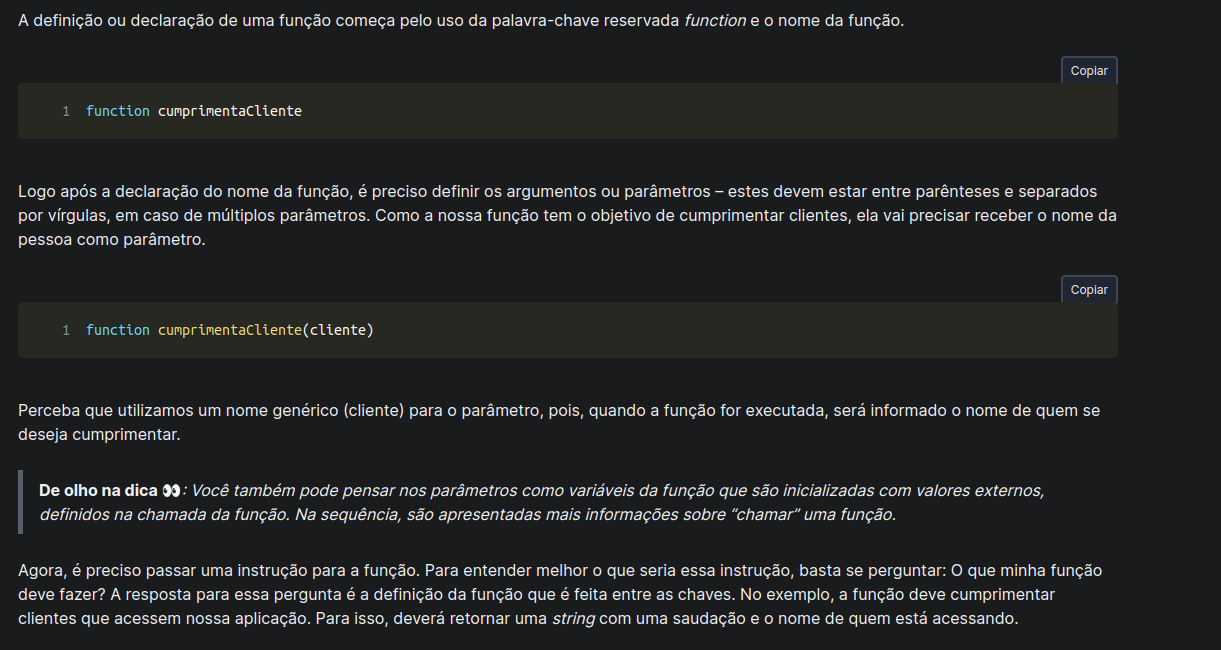 A definição ou declaração de uma função começa pelo uso da palavra-chave reservada function e o nome da função.
Copiar
1 function cumprimentaCliente
Logo após a declaração do nome da função, é preciso definir os argumentos ou parâmetros – estes devem estar entre parênteses e separados
por vírgulas, em caso de múltiplos parâmetros. Como a nossa função tem o objetivo de cumprimentar clientes, ela vai precisar receber o nome da
pessoa como parâmetro.
Copiar
1 function cumprimentaCliente(cliente)
Perceba que utilizamos um nome genérico (cliente) para o parâmetro, pois, quando a função for executada, será informado o nome de quem se
deseja cumprimentar.
De olho na dica 👀: Você também pode pensar nos parâmetros como variáveis da função que são inicializadas com valores externos,
definidos na chamada da função. Na sequência, são apresentadas mais informações sobre “chamar” uma função.
Agora, é preciso passar uma instrução para a função. Para entender melhor o que seria essa instrução, basta se perguntar: O que minha função
deve fazer? A resposta para essa pergunta é a definição da função que é feita entre as chaves. No exemplo, a função deve cumprimentar
clientes que acessem nossa aplicação. Para isso, deverá retornar uma string com uma saudação e o nome de quem está acessando.